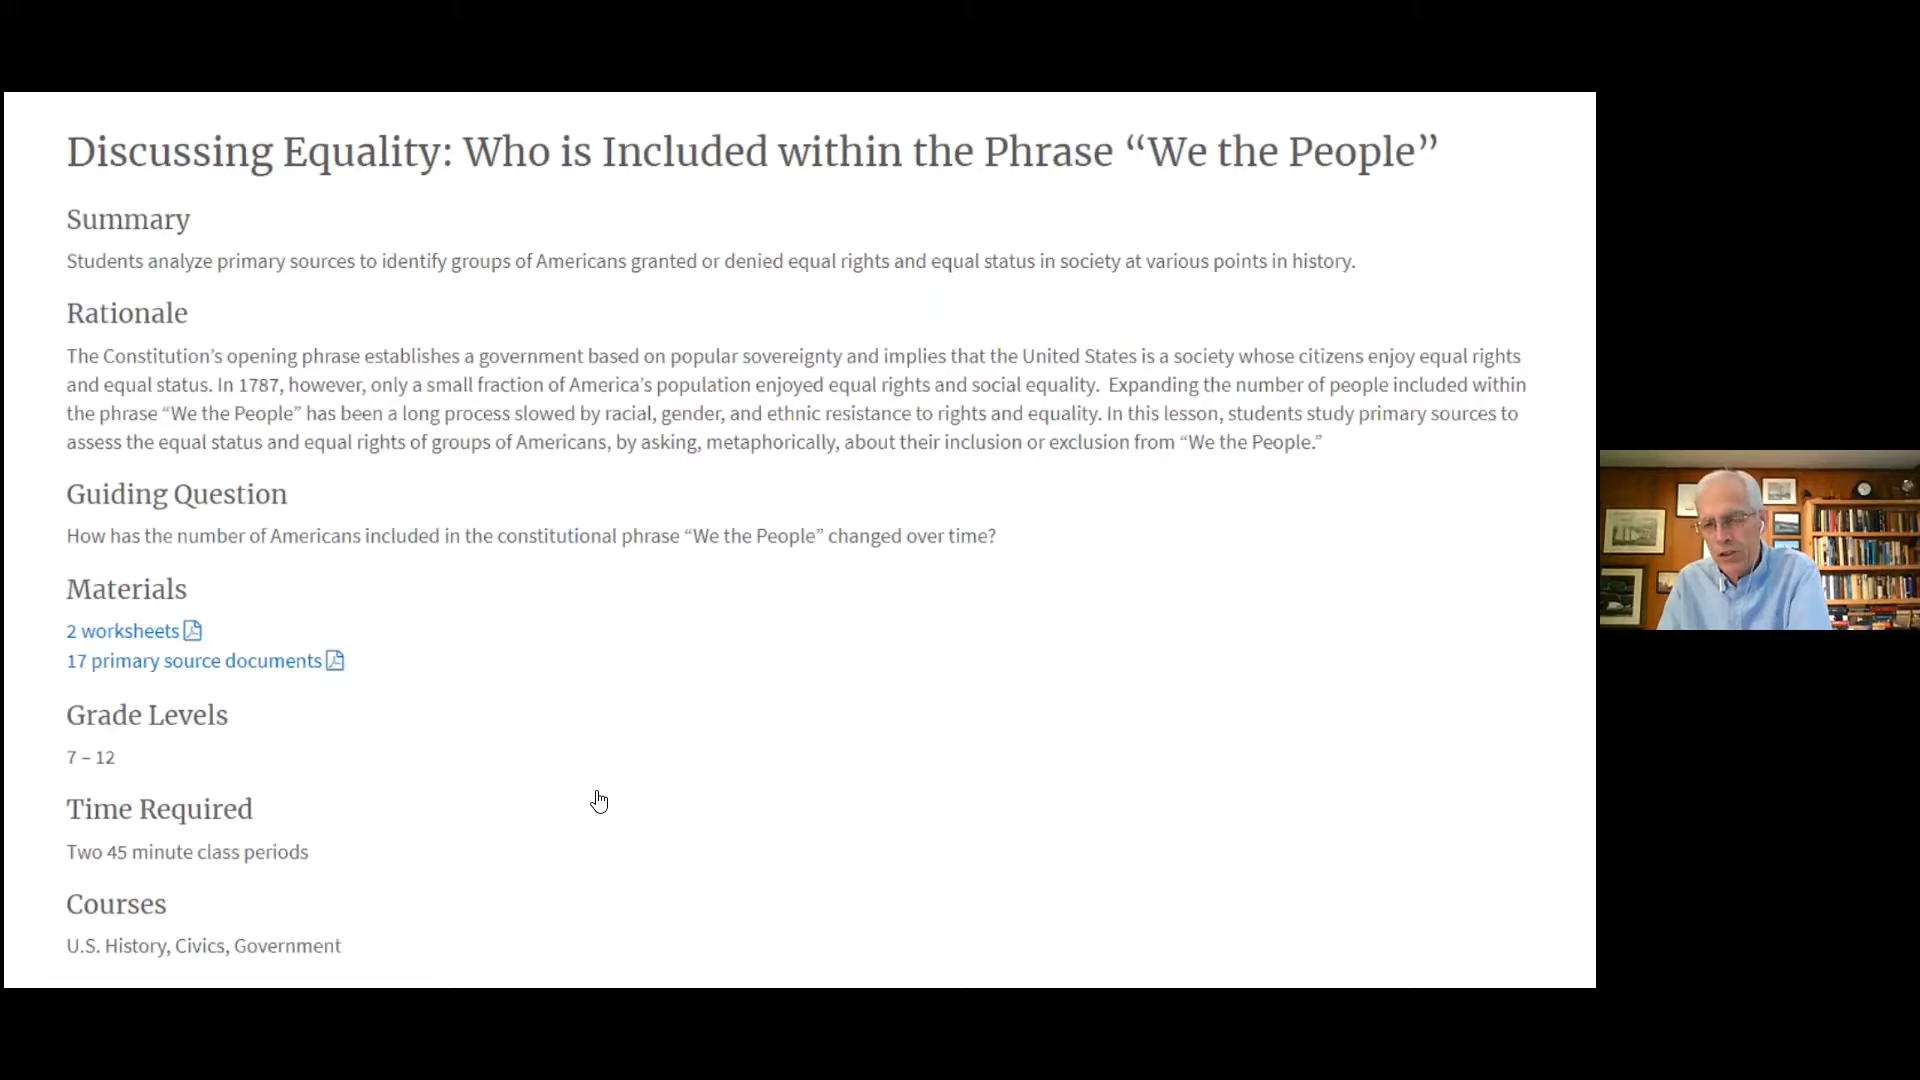 Discussing Equality: Who is Included within the Phrase “We the People”
Summary
Students analyze primary sources to identify groups of Americans granted or denied equal rights and equal status in society at various points in history.
Rationale
The Constitution’s opening phrase establishes a government based on popular sovereignty and implies that the United States is a society whose citizens enjoy equal rights
and equal status. In 1787, however, only a small fraction of America’s population enjoyed equal rights and social equality.  Expanding the number of people included within
the phrase “We the People” has been a long process slowed by racial, gender, and ethnic resistance to rights and equality. In this lesson, students study primary sources to
assess the equal status and equal rights of groups of Americans, by asking, metaphorically, about their inclusion or exclusion from “We the People.”
Guiding Question
How has the number of Americans included in the constitutional phrase “We the People” changed over time?
Materials
2 worksheets
17 primary source documents
Grade Levels
7 – 12
Time Required
Two 45 minute class periods
Courses
U.S. History, Civics, Government